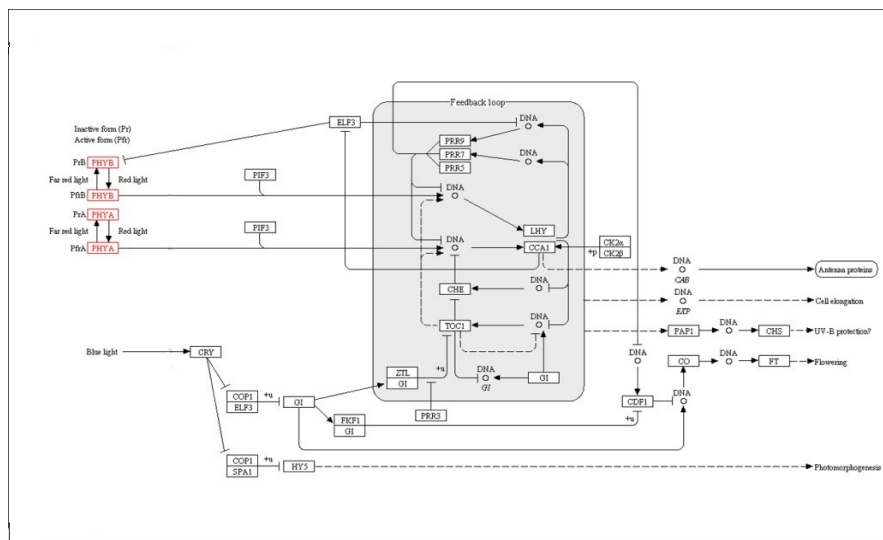 Feedback loop
ELF3
DNA
Inactive form (Pr)
Active form (Pfr)
PRR9
PRR7
DNA
PRR5
PrB PHYB
Far red light Red light
PIF3
DNA
PfrB PHYB
PrA PHYA
LHY
Far red light Red light
PIF3
DNA
CK2α
PfrA PHYA
CCA1
+p CK2β
DNA
CAB
Antenna proteins
CHE
DNA
DNA
EXP
Cell elongation
TOC1
DNA
PAP1
DNA
CHS
UV-B protection?
Blue light
CRY
DNA
CO
DNA
FT
Flowering
ZTL
GI
+u
DNA
GI
GI
DNA
COP1
ELF3
+u
GI
FKF1
GI
PRR3
CDF1
+u
COP1
SPA1
+u
HY5
Photomorphogenesis